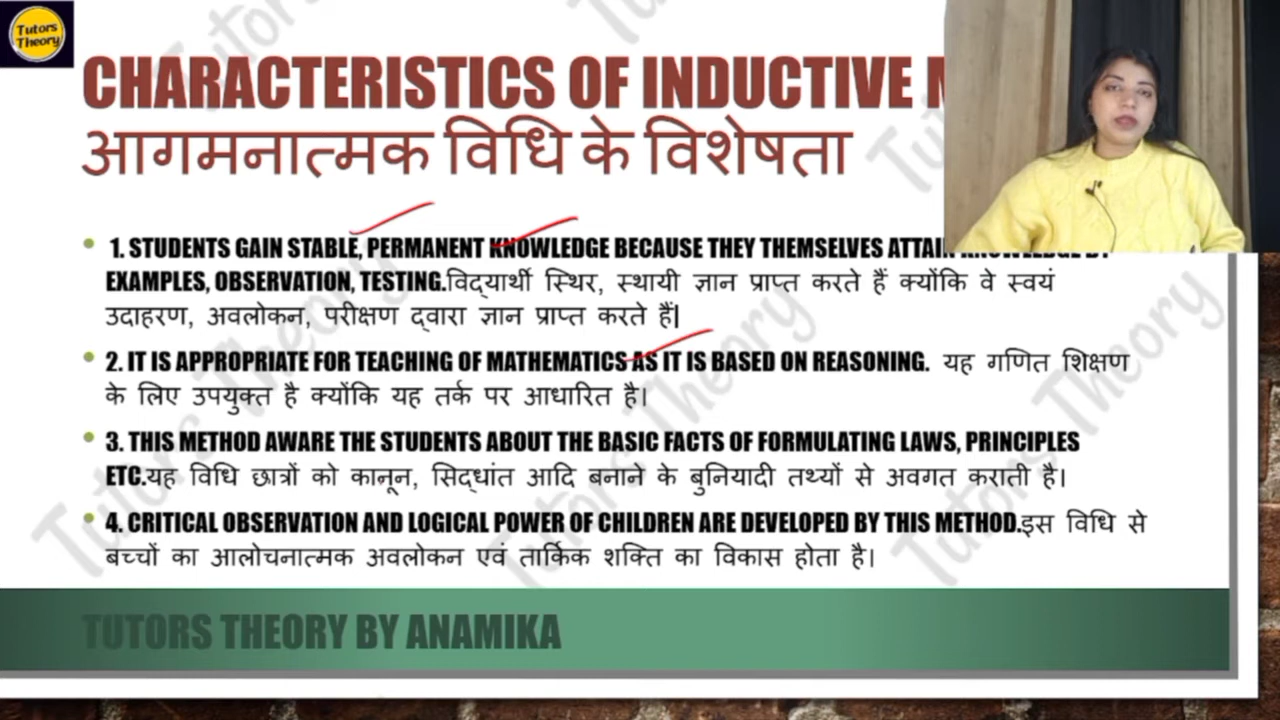 Tutors
Theory
CHARACTERISTICS OF INDUCTIVE
आगमनात्मक विधि के विशेषता
1. STUDENTS GAIN STABLE, PERMANENT KNOWLEDGE BECAUSE THEY THEMSELVES
EXAMPLES, OBSERVATION, TESTING.विद्यार्थी स्थिर, स्थायी ज्ञान प्राप्त करते हैं क्योंकि वे स्वयं
उदाहरण, अवलोकन, परीक्षण द्वारा ज्ञान प्राप्त करते हैं|
2. IT IS APPROPRIATE FOR TEACHING OF MATHEMATICS AS IT IS BASED ON REASONING. यह गणित शिक्षण
के लिए उपयुक्त है क्योंकि यह तर्क पर आधारित है।
3. THIS METHOD AWARE THE STUDENTS ABOUT THE BASIC FACTS OF FORMULATING LAWS, PRINCIPLES
ETC.यह विधि छात्रों को कानून, सिद्धांत आदि बनाने के बुनियादी तथ्यों से अवगत कराती है।
4. CRITICAL OBSERVATION AND LOGICAL POWER OF CHILDREN ARE DEVELOPED BY THIS METHOD.इस विधि से
बच्चों का आलोचनात्मक अवलोकन एवं तार्किक शक्ति का विकास होता है।
TUTORS THEORY BY ANAMIKA